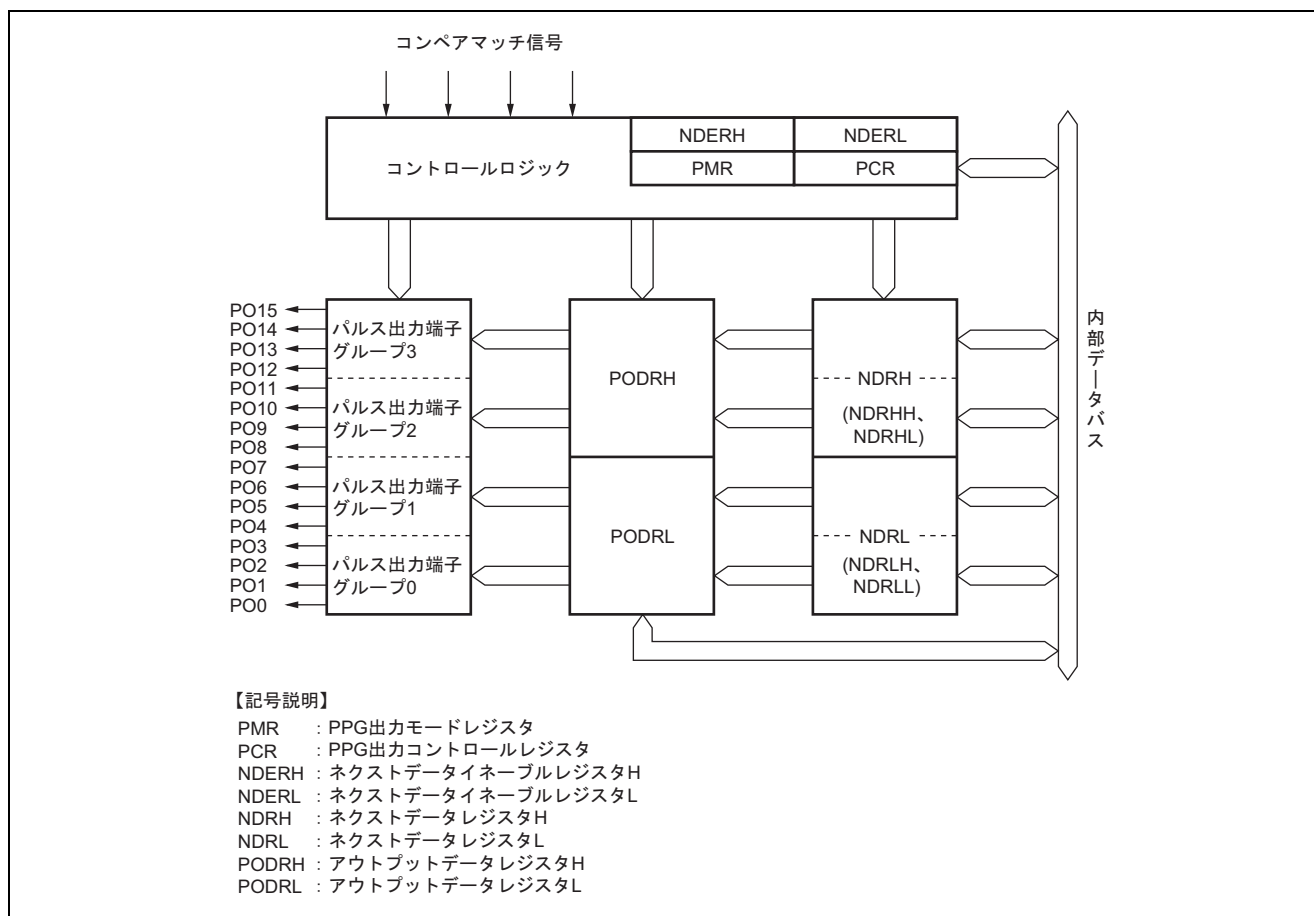 コンペアマッチ信号
コントロールロジック
NDERH
NDERL
PMR
PCR
PO15
PO14
PO13
PO12
PO11
PO10
PO9
PO8
PO7
PO6
PO5
PO4
PO3
PO2
PO1
PO0
パルス出力端子
グループ3
パルス出力端子
グループ2
パルス出力端子
グループ1
パルス出力端子
グループ0
PODRH
PODRL
NDRH
(NDRHH、
NDRHL)
NDRL
(NDRLH、
NDRLL)
内部データバス
【記号説明】
PMR : PPG出力モードレジスタ
PCR : PPG出力コントロールレジスタ
NDERH : ネクストデータイネーブルレジスタH
NDERL : ネクストデータイネーブルレジスタL
NDRH : ネクストデータレジスタH
NDRL : ネクストデータレジスタL
PODRH : アウトプットデータレジスタH
PODRL : アウトプットデータレジスタL